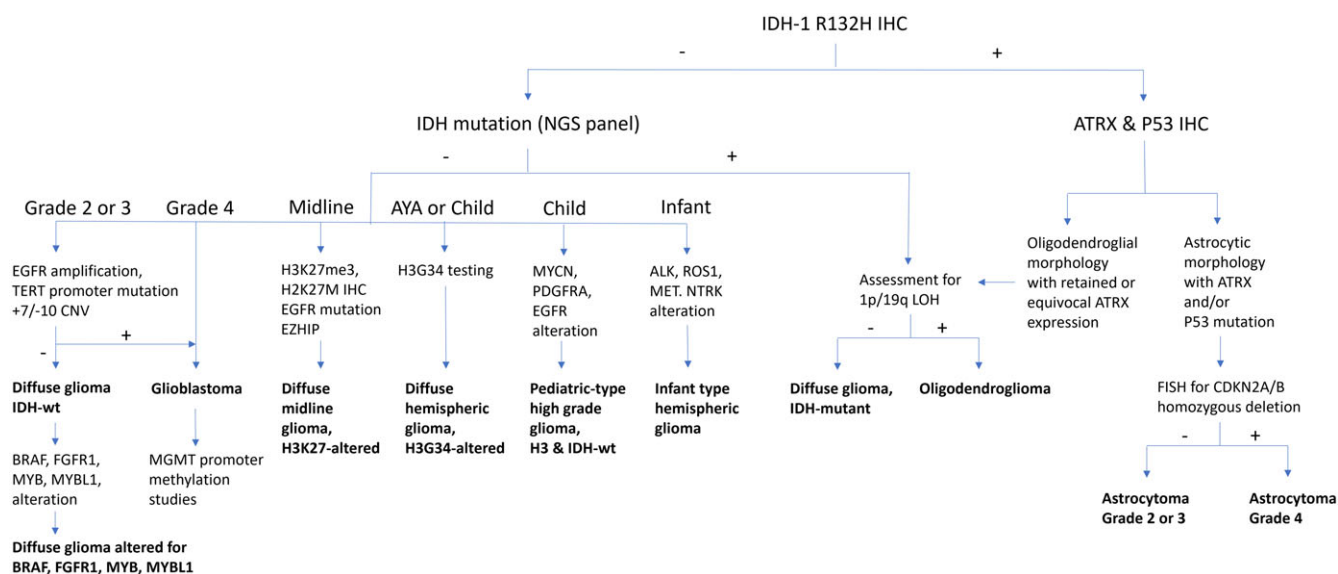 IDH-1 R132H IHC
-
+
IDH mutation (NGS panel)
ATRX & P53 IHC
-
+
Grade 2 or 3
Grade 4
Midline
AYA or Child
Child
Infant
EGFR amplification,
TERT promoter mutation
+7/-10 CNV
H3K27me3,
H2K27M IHC
EGFR mutation
EZHIP
H3G34 testing
MYCN,
PDGFRA,
EGFR
alteration
ALK, ROS1,
MET. NTRK
alteration
Assessment for
1p/19q LOH
Oligodendroglial
morphology
with retained or
equivocal ATRX
expression
Astrocytic
morphology
with ATRX
and/or
P53 mutation
-
+
-
+
Diffuse glioma
IDH-wt
Glioblastoma
Diffuse
midline
glioma,
H3K27-altered
Diffuse
hemispheric
glioma,
H3G34-altered
Pediatric-type
high grade
glioma,
H3 & IDH-wt
Infant type
hemispheric
glioma
Diffuse glioma,
IDH-mutant
Oligodendroglioma
FISH for CDKN2A/B
homozygous deletion
-
+
BRAF, FGFR1,
MYB, MYBL1,
alteration
MGMT promoter
methylation
studies
Astrocytoma
Grade 2 or 3
Astrocytoma
Grade 4
Diffuse glioma altered for
BRAF, FGFR1, MYB, MYBL1